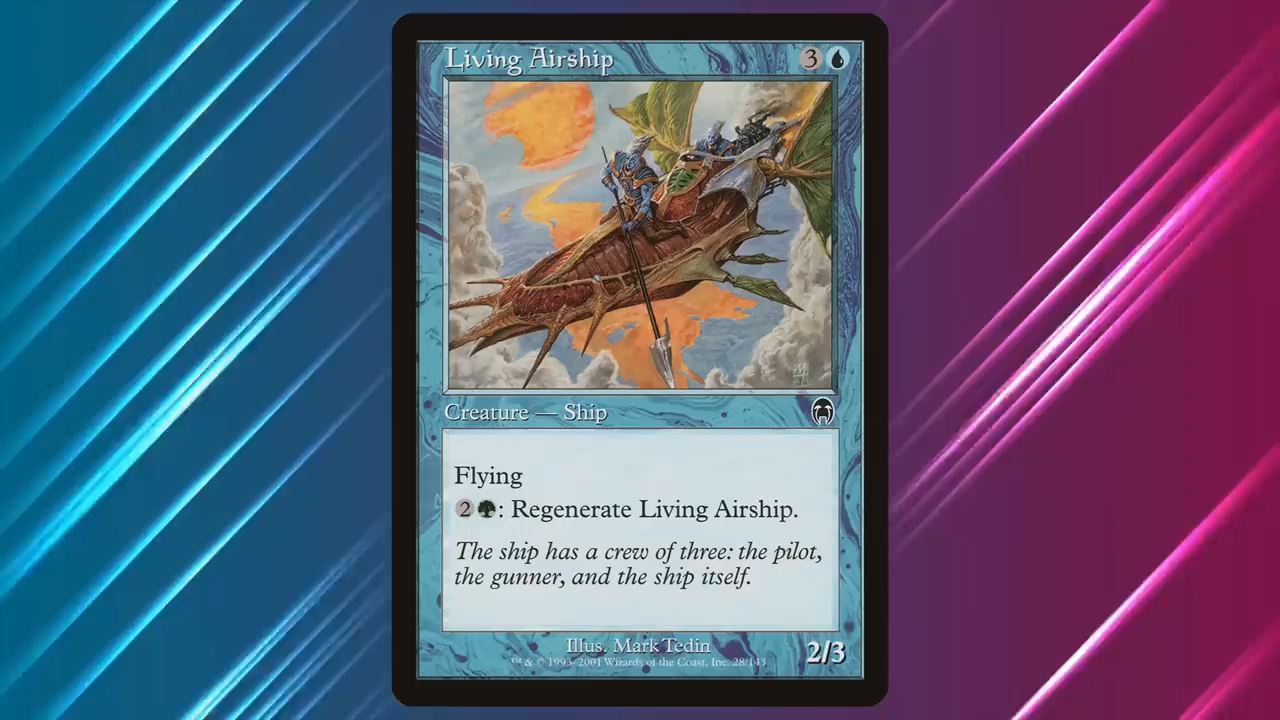 Living Airship 3
Creature — Ship
Flying
2 : Regenerate Living Airship.
The ship has a crew of three: the pilot,
the gunner, and the ship itself.
Illus. Mark Tedin
™ & © 1993–2001 Wizards of the Coast, Inc. 28/143
2/3